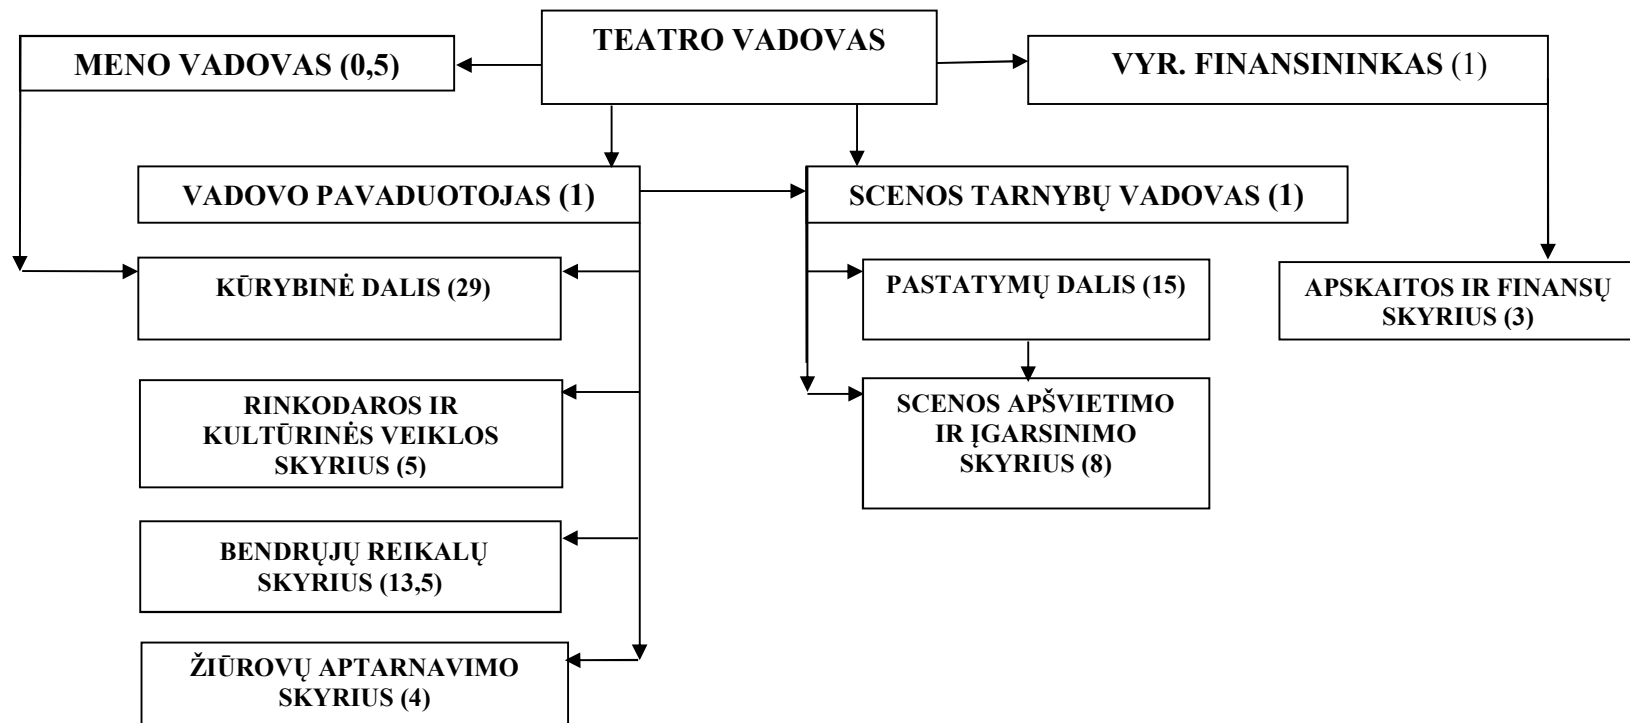 TEATRO VADOVAS
MENO VADOVAS (0,5)
VYR. FINANSININKAS (1)
VADOVO PAVADUOTOJAS (1)
SCENOS TARNYBŲ VADOVAS (1)
KŪRYBINĖ DALIS (29)
PASTATYMŲ DALIS (15)
APSKAITOS IR FINANSŲ
SKYRIUS (3)
RINKODAROS IR
KULTŪRINĖS VEIKLOS
SKYRIUS (5)
SCENOS APŠVIETIMO
IR ĮGARSINIMO
SKYRIUS (8)
BENDRŲJŲ REIKALŲ
SKYRIUS (13,5)
ŽIŪROVŲ APTARNAVIMO
SKYRIUS (4)